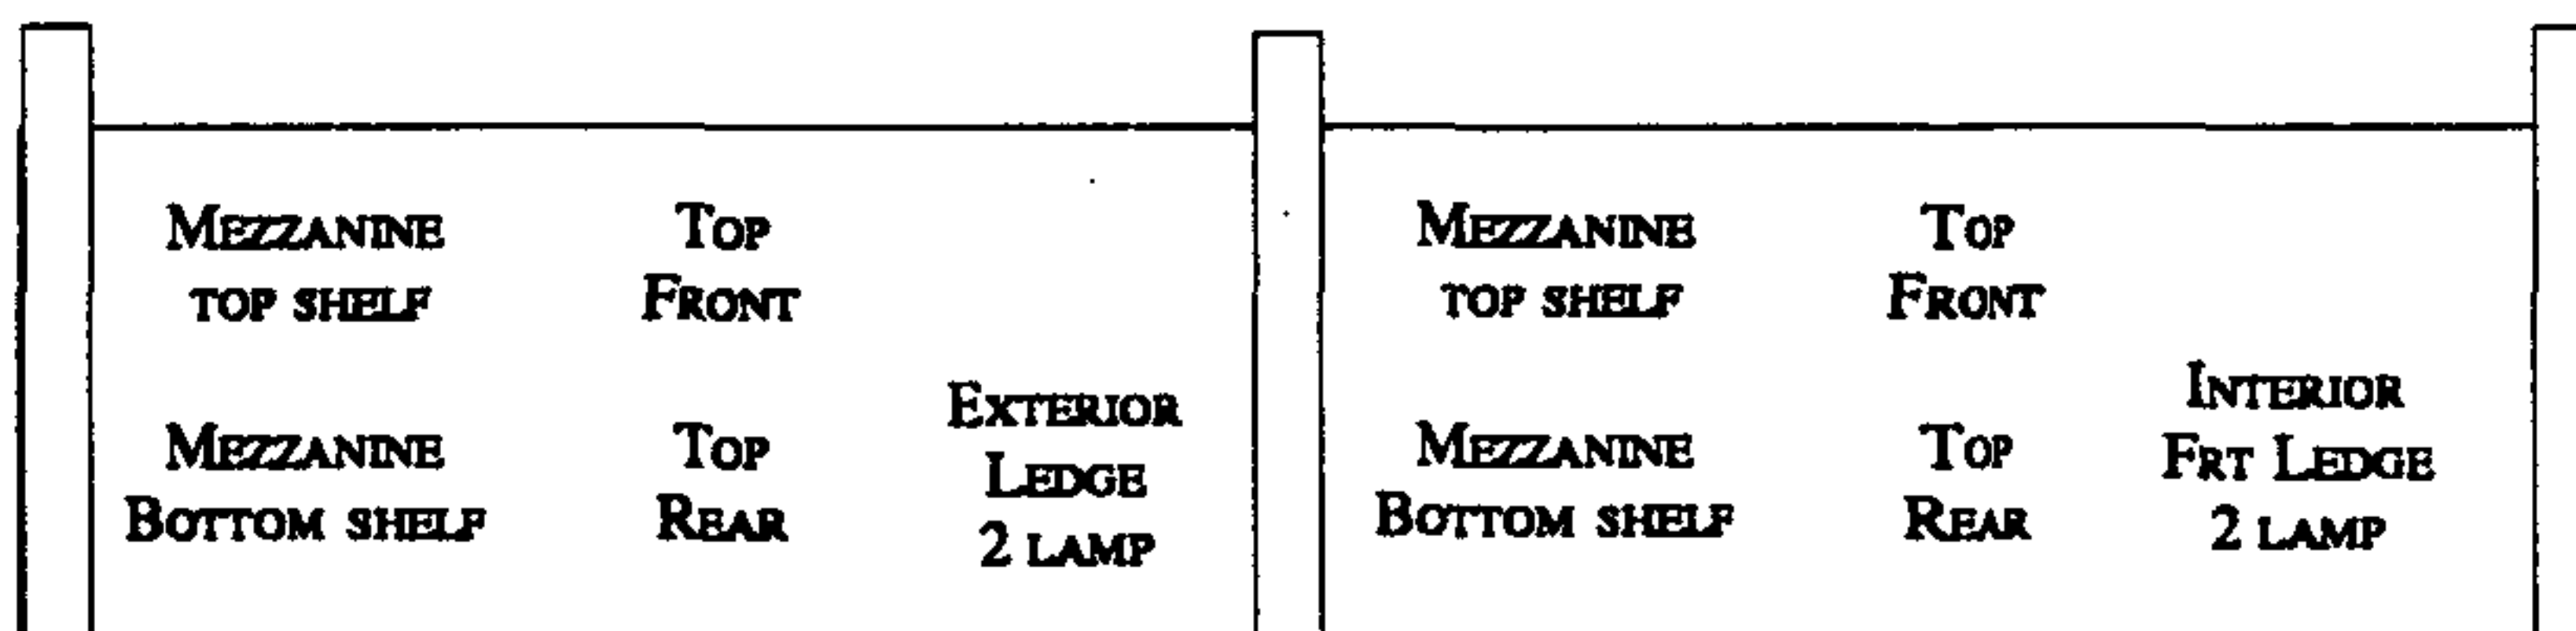 Mezzanine
top shelf
Top
Front
Mezzanine
Bottom shelf
Top
Rear
Exterior
Ledge
2 lamp
Mezzanine
top shelf
Top
Front
Mezzanine
Bottom shelf
Top
Rear
Interior
Frt Ledge
2 lamp